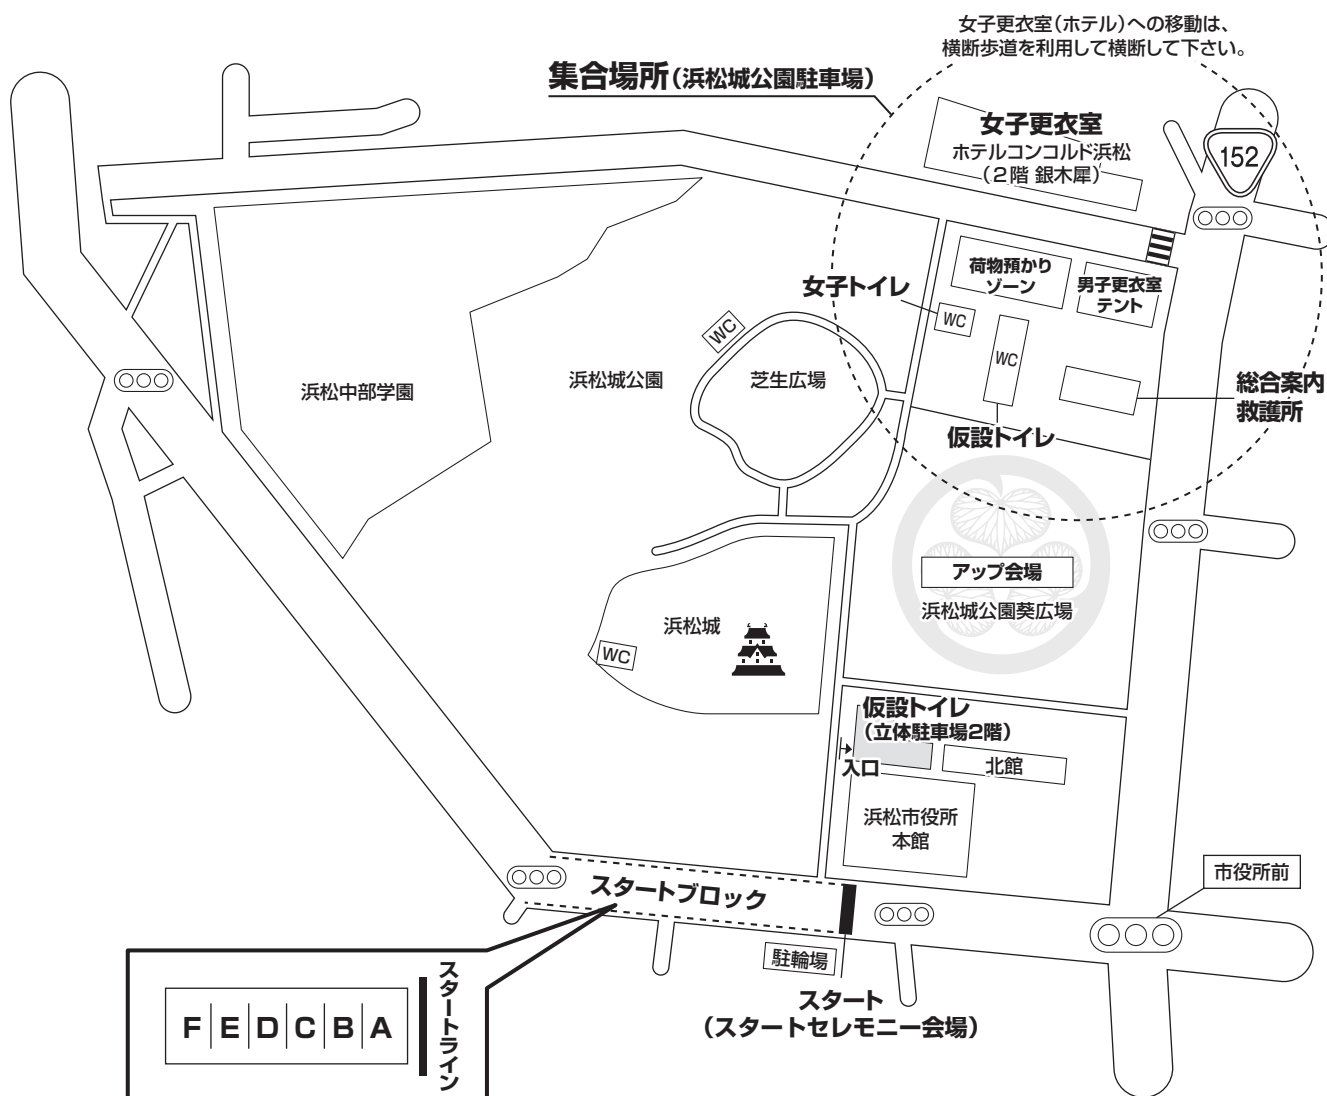 女子更衣室(ホテル)への移動は、
横断歩道を利用して横断して下さい。
集合場所(浜松城公園駐車場)
女子更衣室
ホテルコンコルド浜松
(2階 銀木犀)
152
荷物預かり
ゾーン
男子更衣室
テント
女子トイレ
WC
WC
WC
浜松中部学園
浜松城公園
芝生広場
総合案内
救護所
仮設トイレ
アップ会場
浜松城公園葵広場
浜松城
WC
仮設トイレ
(立体駐車場2階)
入口
北館
浜松市役所
本館
市役所前
スタートブロック
駐輪場
スタート
(スタートセレモニー会場)
F E D C B A
スタートライン